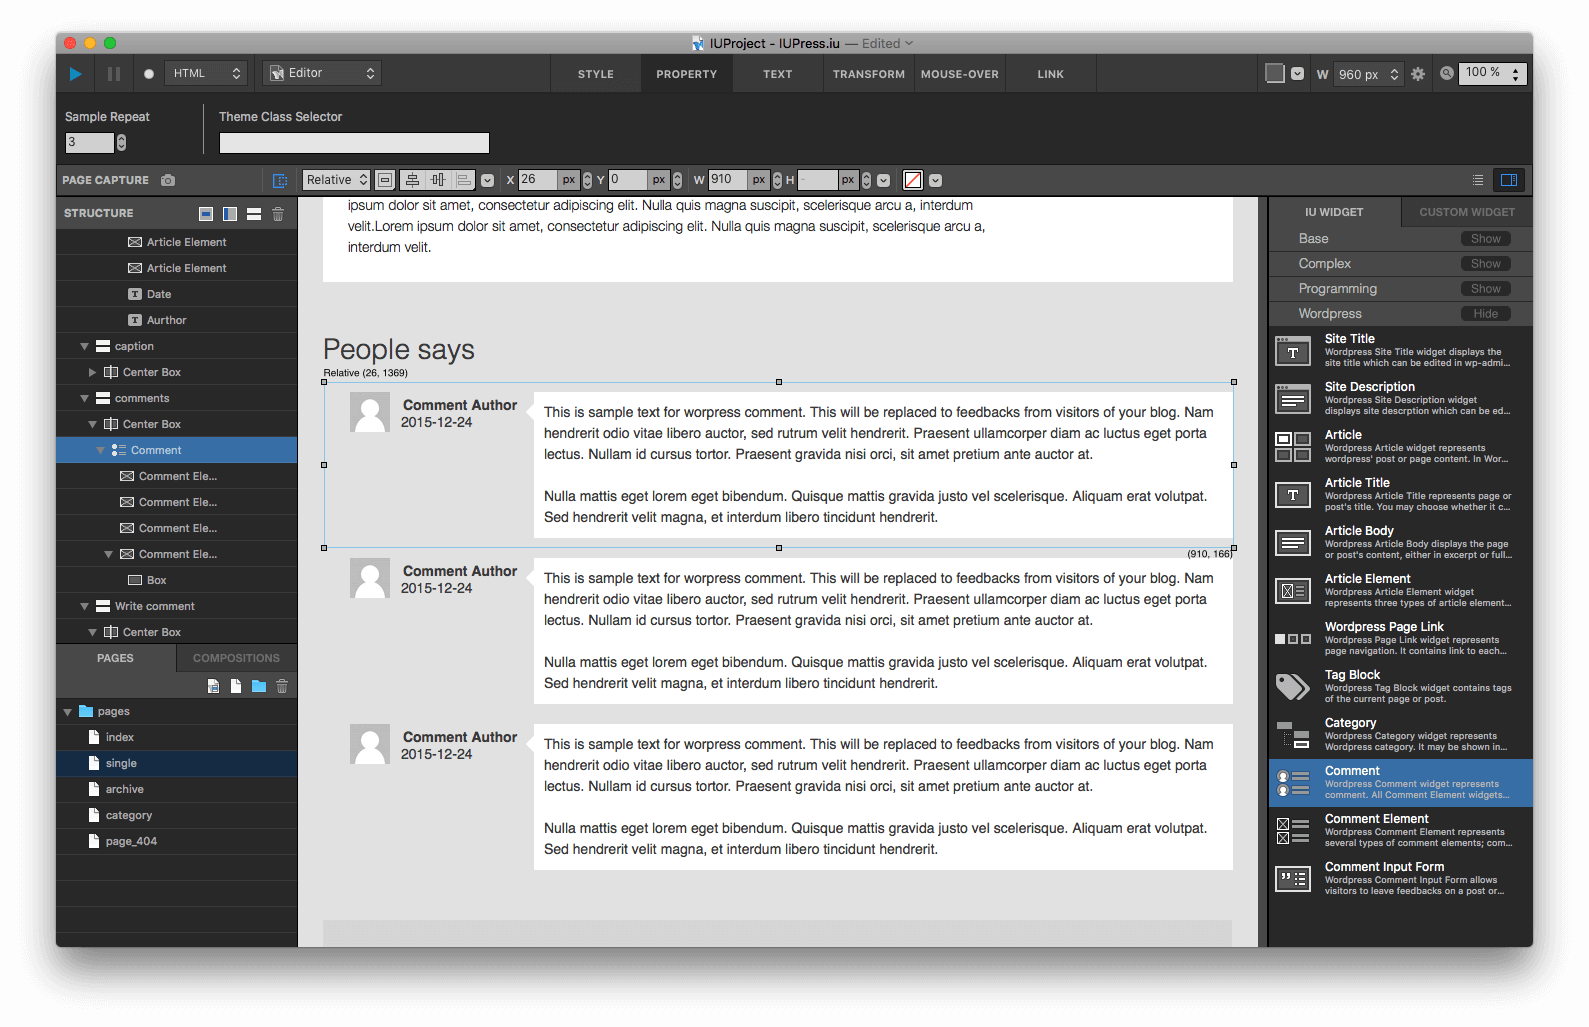 IUProject - IUPress.iu — Edited
HTML
Editor
STYLE
PROPERTY
TEXT
TRANSFORM
MOUSE-OVER
LINK
W 960 px
100 %
Sample Repeat
3
Theme Class Selector
PAGE CAPTURE
Relative
X 26 px
Y 0 px
W 910 px
H - px
STRUCTURE
Article Element
Article Element
Date
Aurthor
caption
Center Box
comments
Center Box
Comment
Comment Ele...
Comment Ele...
Comment Ele...
Comment Ele...
Box
Write comment
Center Box
PAGES
COMPOSITIONS
pages
index
single
archive
category
page_404
ipsum dolor sit amet, consectetur adipiscing elit. Nulla quis magna suscipit, scelerisque arcu a, interdum
velit.Lorem ipsum dolor sit amet, consectetur adipiscing elit. Nulla quis magna suscipit, scelerisque arcu a,
interdum velit.
People says
Relative (26, 1369)
Comment Author
2015-12-24
This is sample text for worpress comment. This will be replaced to feedbacks from visitors of your blog. Nam
hendrerit odio vitae libero auctor, sed rutrum velit hendrerit. Praesent ullamcorper diam ac luctus eget porta
lectus. Nullam id cursus tortor. Praesent gravida nisi orci, sit amet pretium ante auctor at.
Nulla mattis eget lorem eget bibendum. Quisque mattis gravida justo vel scelerisque. Aliquam erat volutpat.
Sed hendrerit velit magna, et interdum libero tincidunt hendrerit.
(910, 166)
Comment Author
2015-12-24
This is sample text for worpress comment. This will be replaced to feedbacks from visitors of your blog. Nam
hendrerit odio vitae libero auctor, sed rutrum velit hendrerit. Praesent ullamcorper diam ac luctus eget porta
lectus. Nullam id cursus tortor. Praesent gravida nisi orci, sit amet pretium ante auctor at.
Nulla mattis eget lorem eget bibendum. Quisque mattis gravida justo vel scelerisque. Aliquam erat volutpat.
Sed hendrerit velit magna, et interdum libero tincidunt hendrerit.
Comment Author
2015-12-24
This is sample text for worpress comment. This will be replaced to feedbacks from visitors of your blog. Nam
hendrerit odio vitae libero auctor, sed rutrum velit hendrerit. Praesent ullamcorper diam ac luctus eget porta
lectus. Nullam id cursus tortor. Praesent gravida nisi orci, sit amet pretium ante auctor at.
Nulla mattis eget lorem eget bibendum. Quisque mattis gravida justo vel scelerisque. Aliquam erat volutpat.
Sed hendrerit velit magna, et interdum libero tincidunt hendrerit.
IU WIDGET
CUSTOM WIDGET
Base Show
Complex Show
Programming Show
Wordpress Hide
Site Title
Wordpress Site Title widget displays the
site title which can be edited in wp-admi...
Site Description
Wordpress Site Description widget
displays site descrption which can be ed...
Article
Wordpress Article widget represents
wordpress' post or page content. In Wor...
Article Title
Wordpress Article Title represents page or
post's title. You may choose whether it c...
Article Body
Wordpress Article Body displays the page
or post's content, either in excerpt or full...
Article Element
Wordpress Article Element widget
represents three types of article element...
Wordpress Page Link
Wordpress Page Link widget represents
page navigation. It contains link to each...
Tag Block
Wordpress Tag Block widget contains tags
of the current page or post.
Category
Wordpress Category widget represents
Wordpress category. It may be shown in...
Comment
Wordpress Comment widget represents
comment. All Comment Element widgets...
Comment Element
Wordpress Comment Element represents
several types of comment elements; com...
Comment Input Form
Wordpress Comment Input Form allows
visitors to leave feedbacks on a post or...